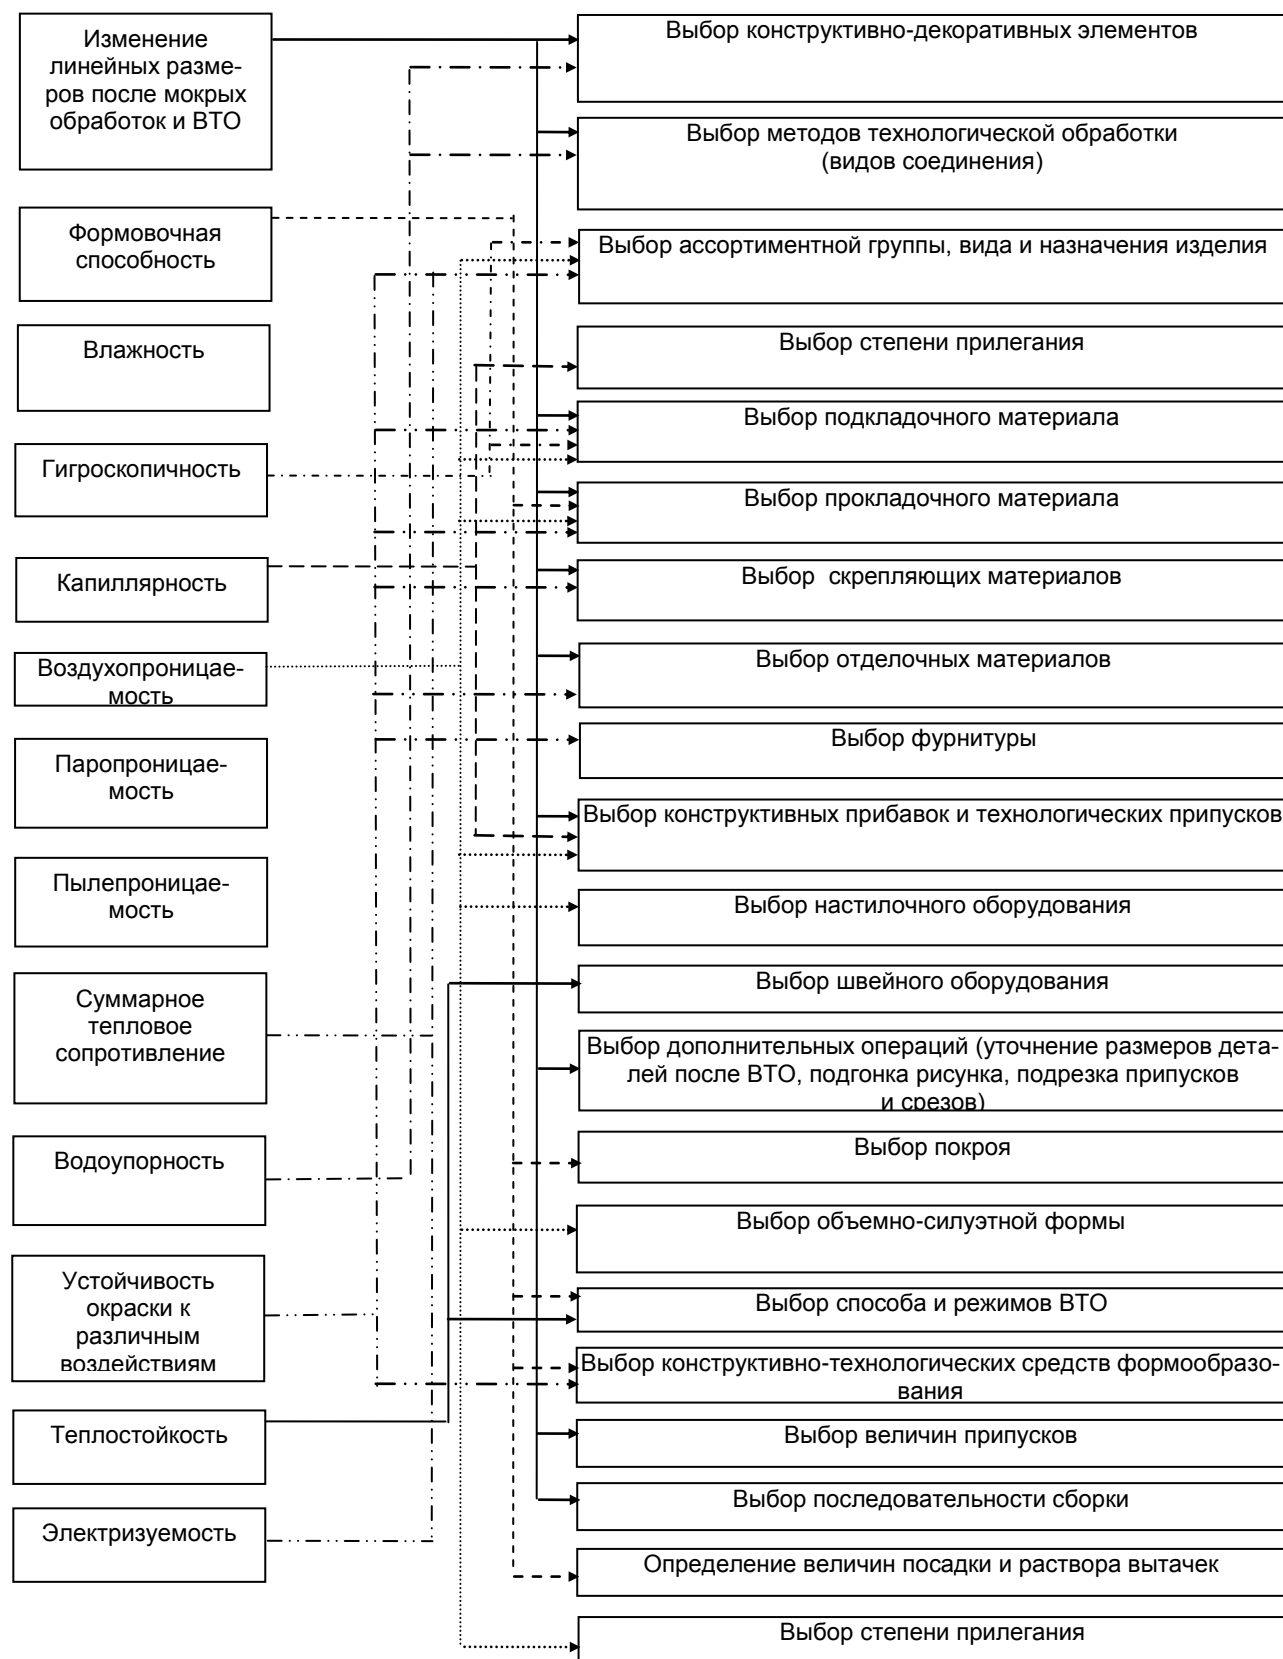 Изменение
линейных разме-
ров после мокрых
обработок и ВТО
Формовочная
способность
Влажность
Гигроскопичность
Капиллярность
Воздухопроницае-
мость
Паропроницае-
мость
Пылепроницае-
мость
Суммарное
тепловое
сопротивление
Водоупорность
Устойчивость
окраски к
различным
воздействиям
Теплостойкость
Электризуемость
Выбор конструктивно-декоративных элементов
Выбор методов технологической обработки
(видов соединения)
Выбор ассортиментной группы, вида и назначения изделия
Выбор степени прилегания
Выбор подкладочного материала
Выбор прокладочного материала
Выбор скрепляющих материалов
Выбор отделочных материалов
Выбор фурнитуры
Выбор конструктивных прибавок и технологических припусков
Выбор настилочного оборудования
Выбор швейного оборудования
Выбор дополнительных операций (уточнение размеров дета-
лей после ВТО, подгонка рисунка, подрезка припусков
и срезов)
Выбор покроя
Выбор объемно-силуэтной формы
Выбор способа и режимов ВТО
Выбор конструктивно-технологических средств формообразо-
вания
Выбор величин припусков
Выбор последовательности сборки
Определение величин посадки и раствора вытачек
Выбор степени прилегания